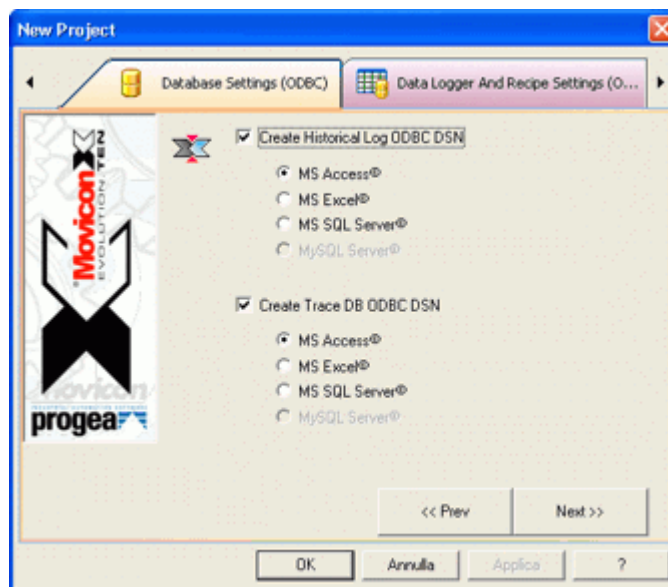 New Project
Database Settings (ODBC)
Data Logger And Recipe Settings (O...
Create Historical Log ODBC DSN
MS Access©
MS Excel©
MS SQL Server©
MySQL Server©
Create Trace DB ODBC DSN
MS Access©
MS Excel©
MS SQL Server©
MySQL Server©
Movicon
EVOLUTION TEN
movicon
progea
<< Prev
Next >>
OK
Annulla
Applica
?